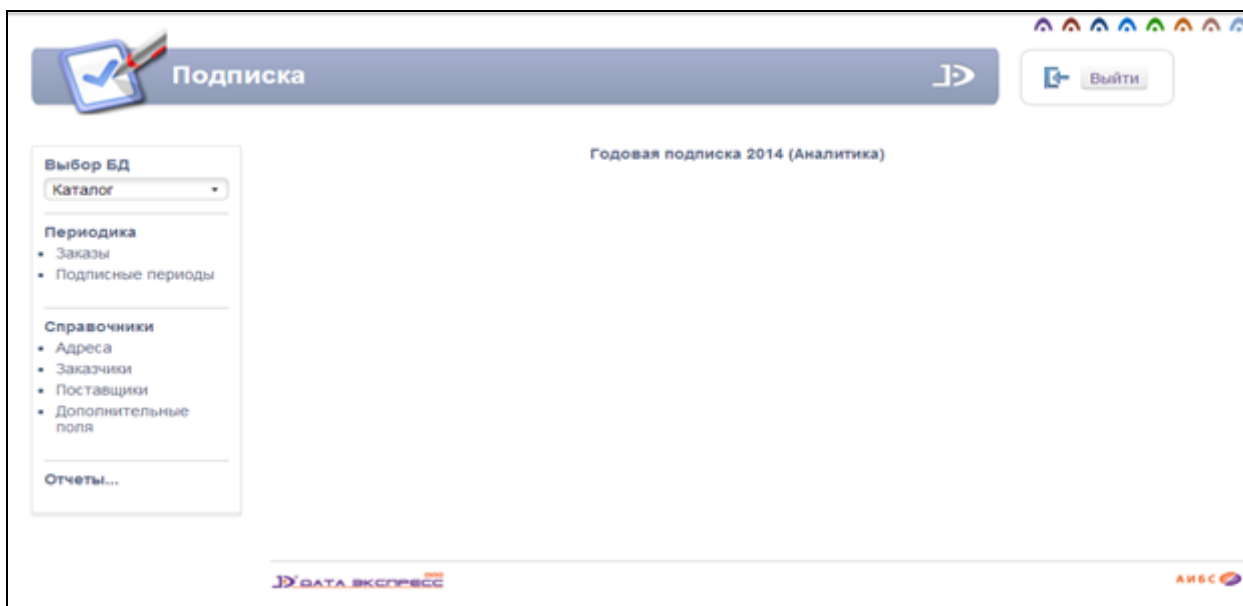 Подписка
Выйти
Годовая подписка 2014 (Аналитика)
Выбор БД
Каталог
Периодика
Заказы
Подписные периоды
Справочники
Адреса
Заказчики
Поставщики
Дополнительные
поля
Отчеты...
ООО
ДАТА ЭКСПРЕСС
АИБС